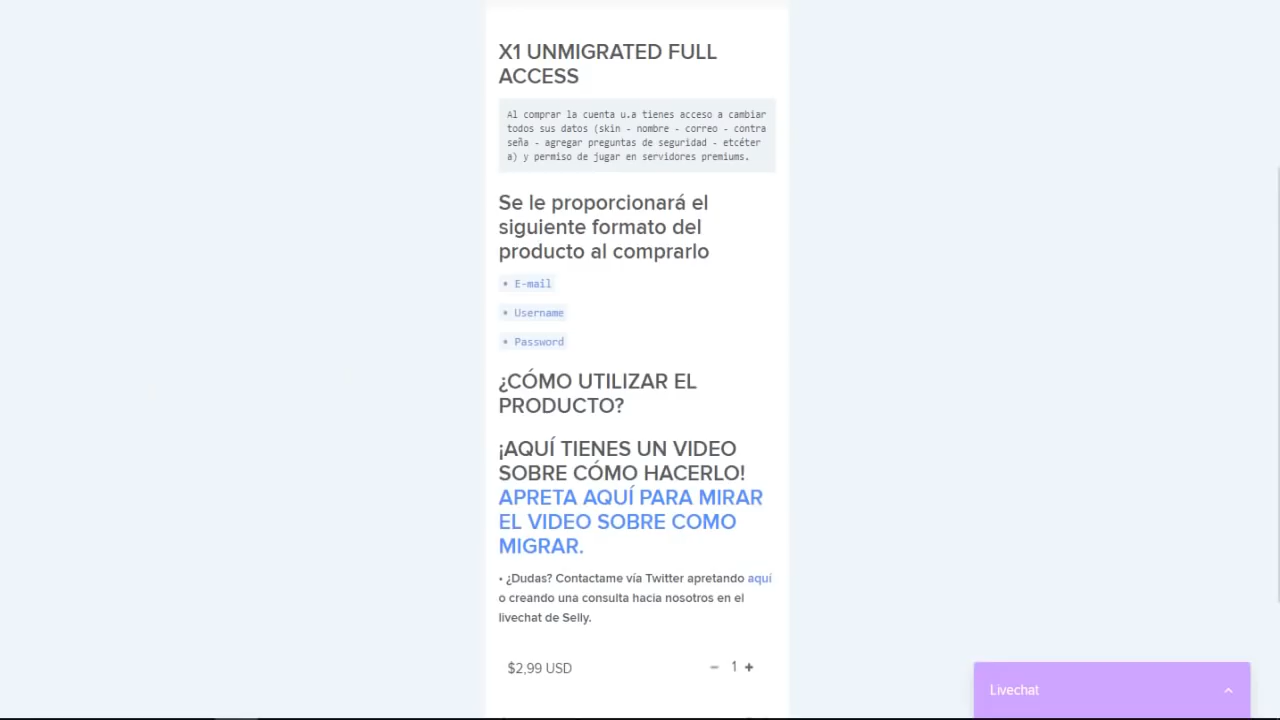 X1 UNMIGRATED FULL
ACCESS
Al comprar la cuenta u.a tienes acceso a cambiar
todos sus datos (skin - nombre - correo - contra
seña - agregar preguntas de seguridad - etcéter
a) y permiso de jugar en servidores premiums.
Se le proporcionará el
siguiente formato del
producto al comprarlo
• E-mail
• Username
• Password
¿CÓMO UTILIZAR EL
PRODUCTO?
¡AQUÍ TIENES UN VIDEO
SOBRE CÓMO HACERLO!
APRETA AQUÍ PARA MIRAR
EL VIDEO SOBRE COMO
MIGRAR.
• ¿Dudas? Contactame vía Twitter apretando aquí
o creando una consulta hacia nosotros en el
livechat de Selly.
$2,99 USD − 1 +
Livechat